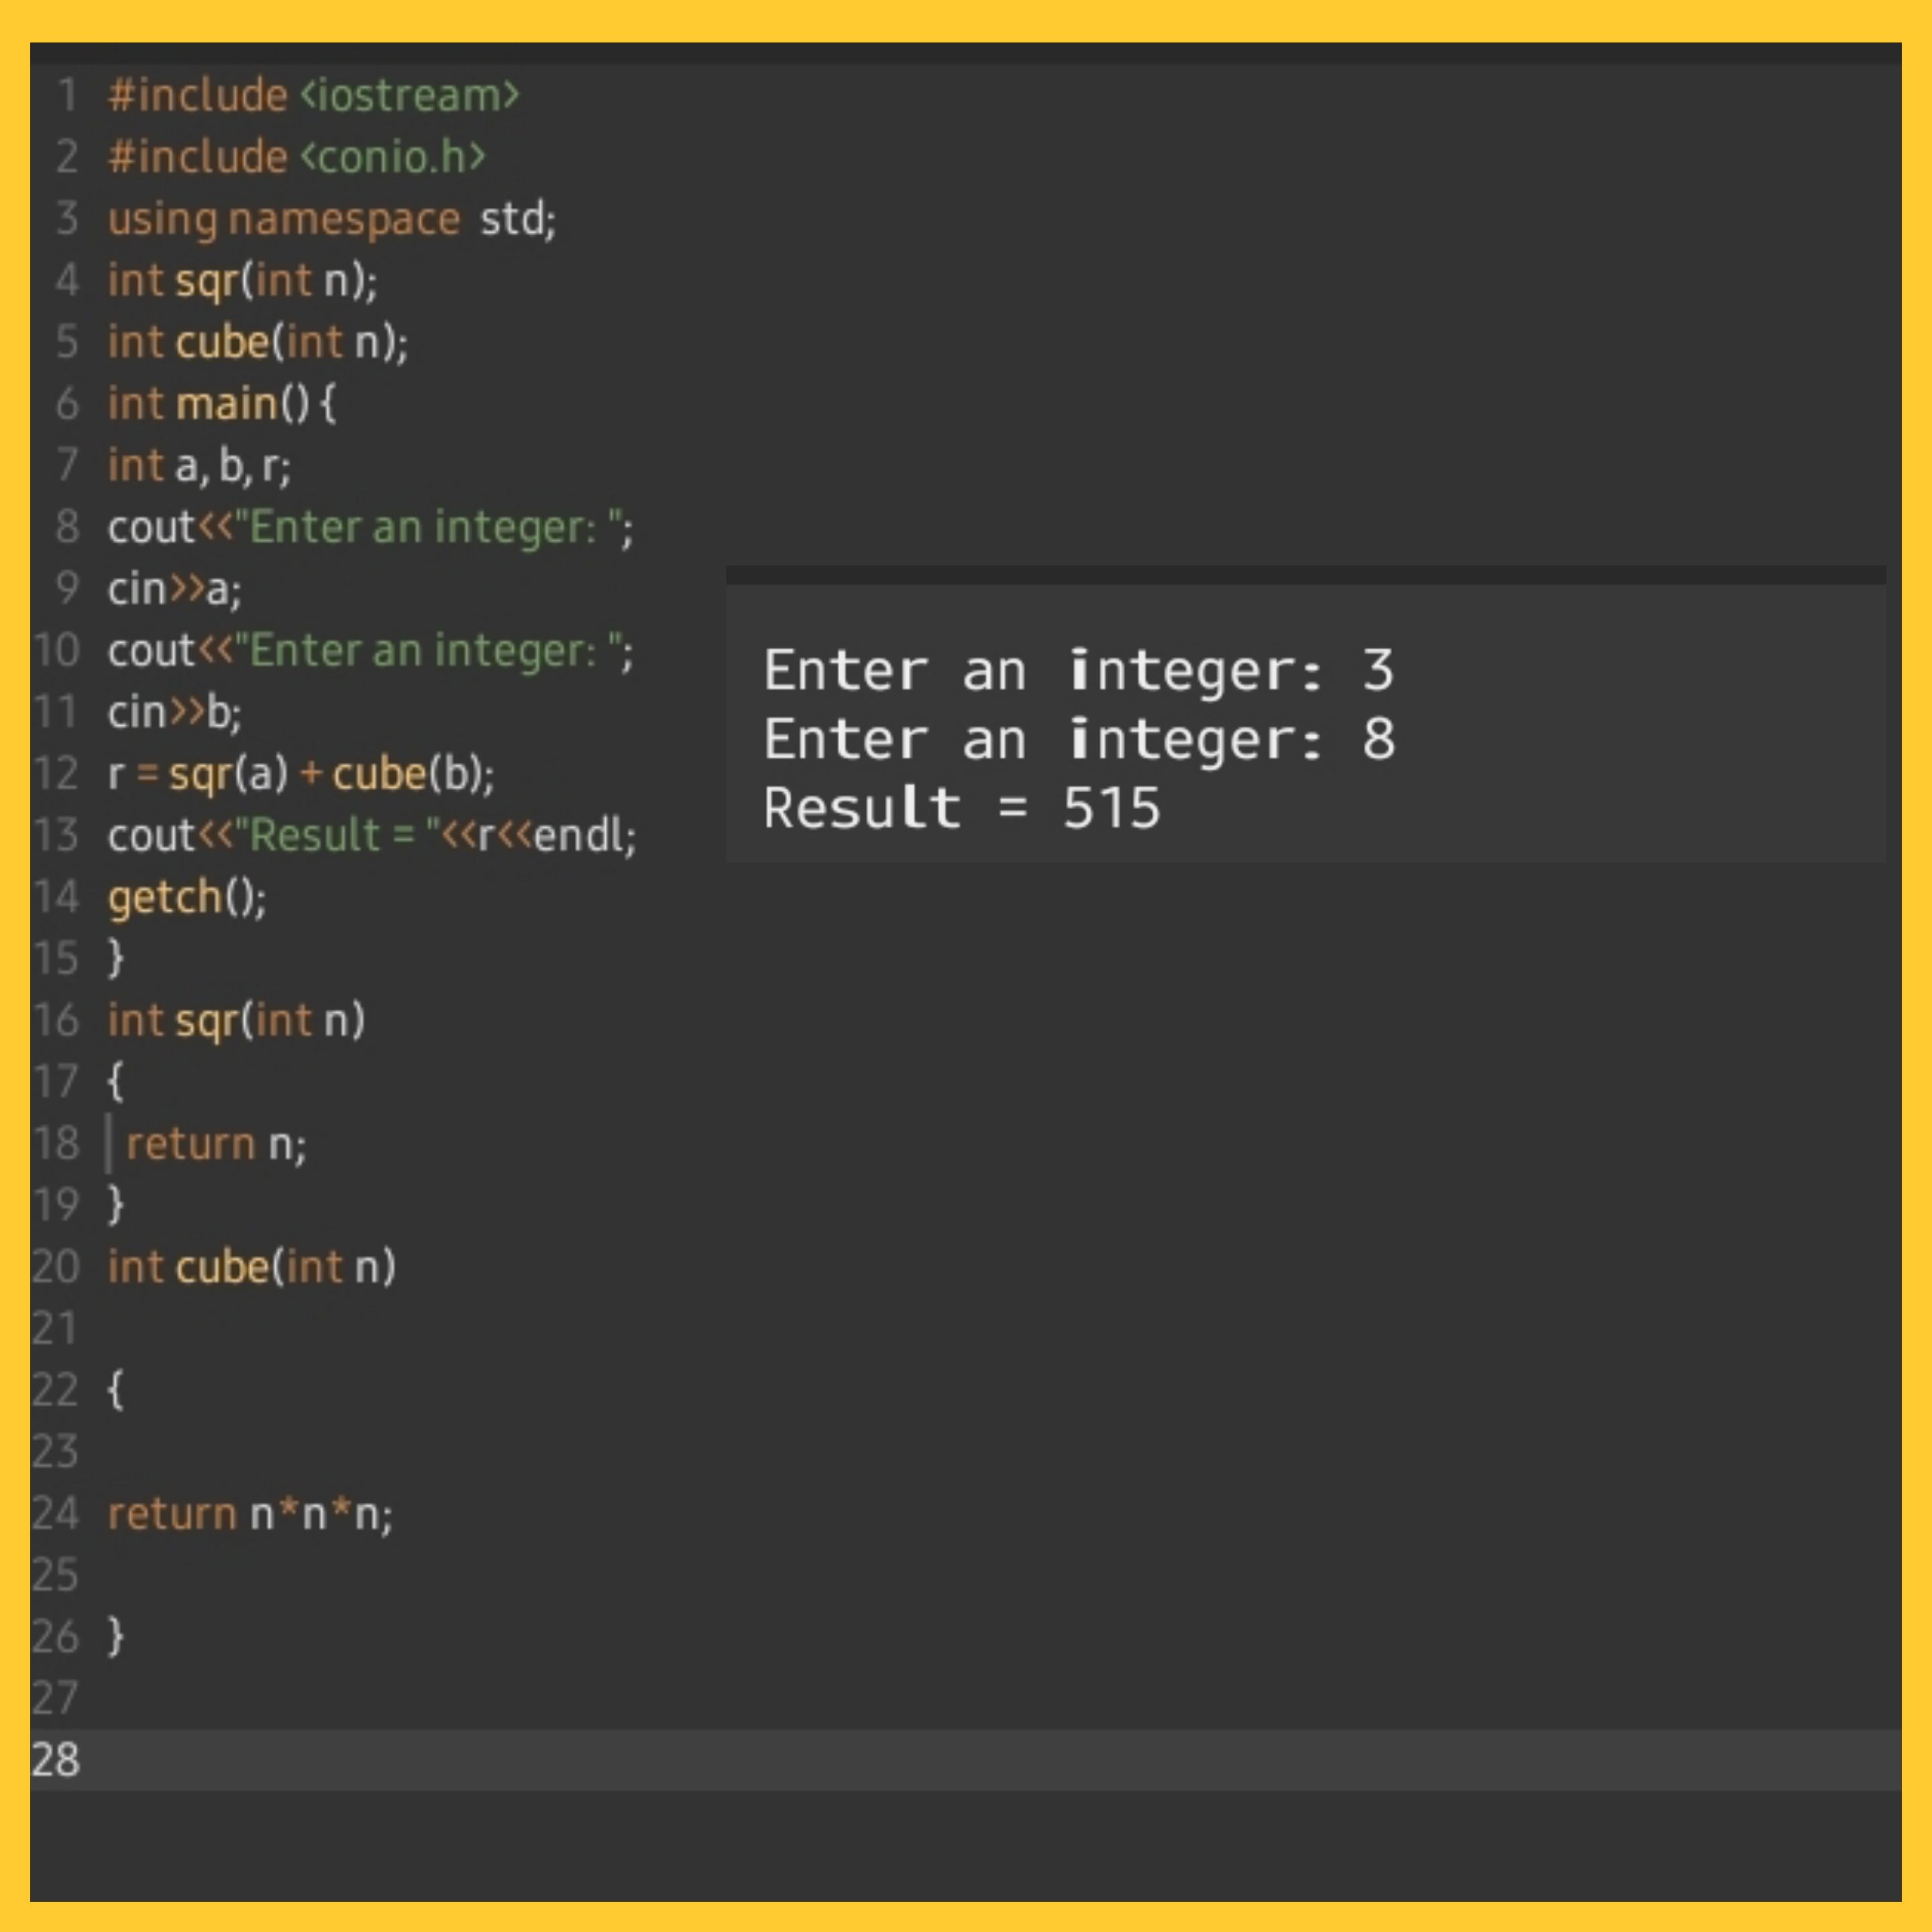 1 #include <iostream>
2 #include <conio.h>
3 using namespace std;
4 int sqr(int n);
5 int cube(int n);
6 int main() {
7 int a, b, r;
8 cout<<"Enter an integer: ";
9 cin>>a;
10 cout<<"Enter an integer: ";
11 cin>>b;
12 r = sqr(a) + cube(b);
13 cout<<"Result = "<<r<<endl;
14 getch();
15 }
16 int sqr(int n)
17 {
18 return n;
19 }
20 int cube(int n)
21
22 {
23
24 return n*n*n;
25
26 }
27
28
Enter an integer: 3
Enter an integer: 8
Result = 515